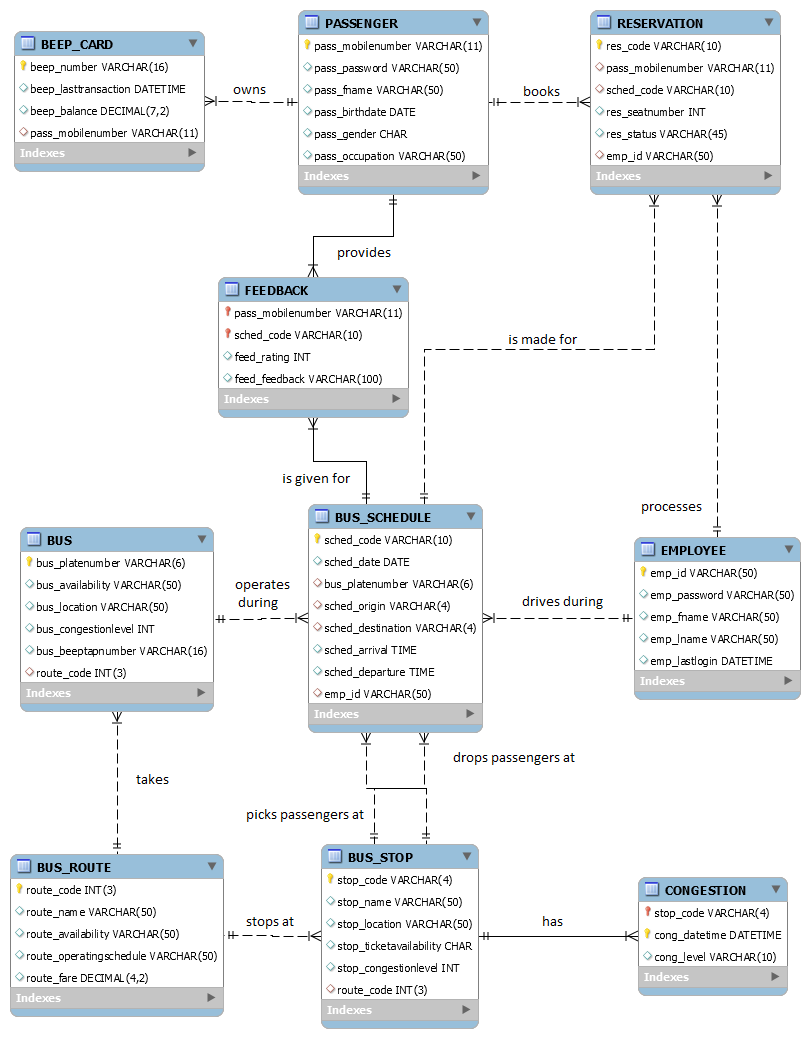 PASSENGER
pass_mobilenumber VARCHAR(11)
pass_password VARCHAR(50)
pass_fname VARCHAR(50)
pass_birthdate DATE
pass_gender CHAR
pass_occupation VARCHAR(50)
Indexes
RESERVATION
res_code VARCHAR(10)
pass_mobilenumber VARCHAR(11)
sched_code VARCHAR(10)
res_seatnumber INT
res_status VARCHAR(45)
emp_id VARCHAR(50)
Indexes
BEEP_CARD
beep_number VARCHAR(16)
beep_lasttransaction DATETIME
beep_balance DECIMAL(7,2)
pass_mobilenumber VARCHAR(11)
Indexes
owns
books
provides
FEEDBACK
pass_mobilenumber VARCHAR(11)
sched_code VARCHAR(10)
feed_rating INT
feed_feedback VARCHAR(100)
Indexes
is made for
is given for
processes
BUS_SCHEDULE
sched_code VARCHAR(10)
sched_date DATE
bus_platenumber VARCHAR(6)
sched_origin VARCHAR(4)
sched_destination VARCHAR(4)
sched_arrival TIME
sched_departure TIME
emp_id VARCHAR(50)
Indexes
BUS
bus_platenumber VARCHAR(6)
bus_availability VARCHAR(50)
bus_location VARCHAR(50)
bus_congestionlevel INT
bus_beeptapnumber VARCHAR(16)
route_code INT(3)
Indexes
operates
during
EMPLOYEE
emp_id VARCHAR(50)
emp_password VARCHAR(50)
emp_fname VARCHAR(50)
emp_lname VARCHAR(50)
emp_lastlogin DATETIME
Indexes
drives during
drops passengers at
takes
picks passengers at
BUS_ROUTE
route_code INT(3)
route_name VARCHAR(50)
route_availability VARCHAR(50)
route_operatingschedule VARCHAR(50)
route_fare DECIMAL(4,2)
Indexes
stops at
BUS_STOP
stop_code VARCHAR(4)
stop_name VARCHAR(50)
stop_location VARCHAR(50)
stop_ticketavailability CHAR
stop_congestionlevel INT
route_code INT(3)
Indexes
has
CONGESTION
stop_code VARCHAR(4)
cong_datetime DATETIME
cong_level VARCHAR(10)
Indexes